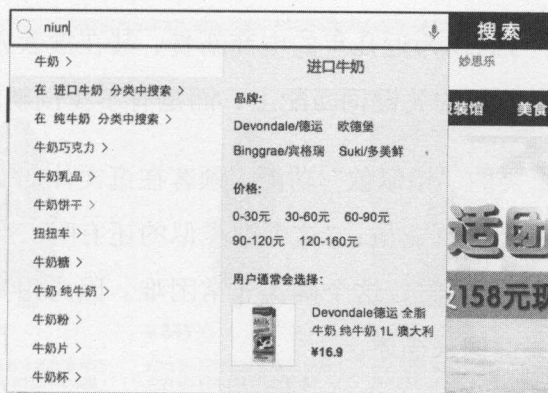 niun
搜索
妙思乐
牛奶 >
在 进口牛奶 分类中搜索 >
在 纯牛奶 分类中搜索 >
牛奶巧克力 >
牛奶乳品 >
牛奶饼干 >
扭扭车 >
牛奶糖 >
牛奶 纯牛奶 >
牛奶粉 >
牛奶片 >
牛奶杯 >
进口牛奶
品牌:
Devondale/德运 欧德堡
Binggrae/宾格瑞 Suki/多美鲜
价格:
0-30元 30-60元 60-90元
90-120元 120-160元
用户通常会选择:
MILK
Devondale德运 全脂
牛奶 纯牛奶 1L 澳大利
¥16.9
装馆 美食
适
158元现